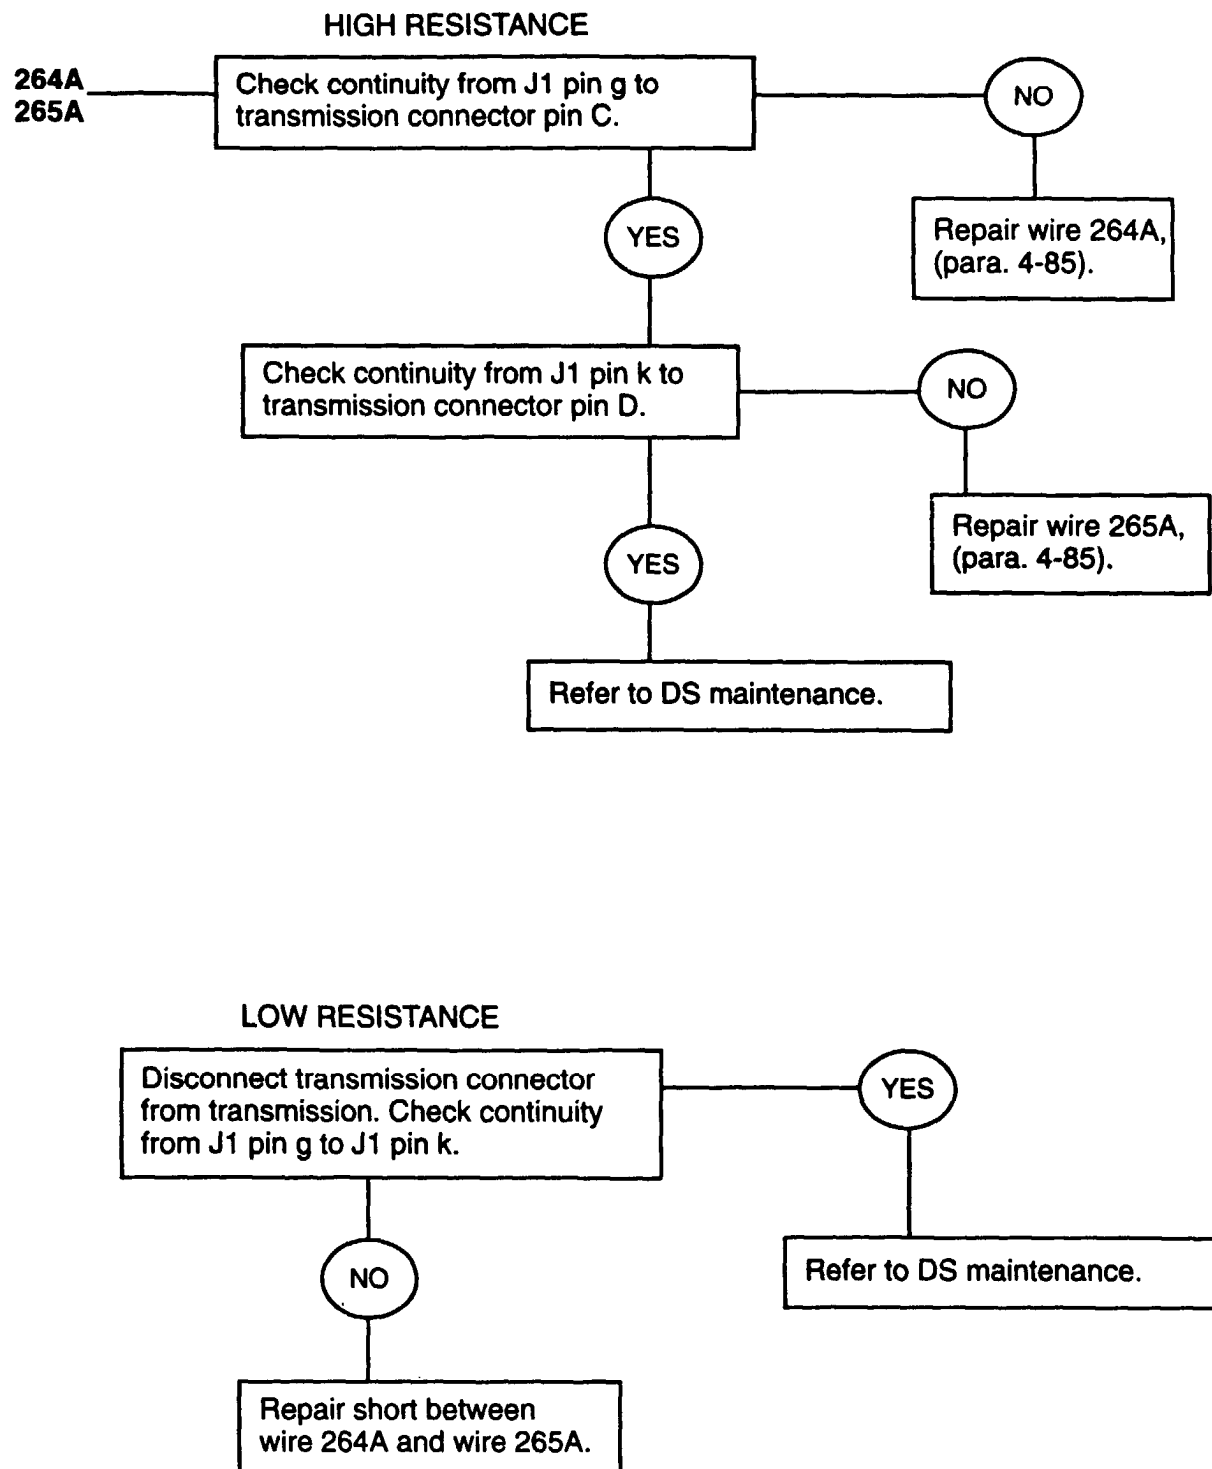 HIGH RESISTANCE
264A
265A
Check continuity from J1 pin g to
transmission connector pin C.
NO
YES
Repair wire 264A,
(para. 4-85).
Check continuity from J1 pin k to
transmission connector pin D.
NO
YES
Repair wire 265A,
(para. 4-85).
Refer to DS maintenance.
LOW RESISTANCE
Disconnect transmission connector
from transmission. Check continuity
from J1 pin g to J1 pin k.
YES
NO
Refer to DS maintenance.
Repair short between
wire 264A and wire 265A.